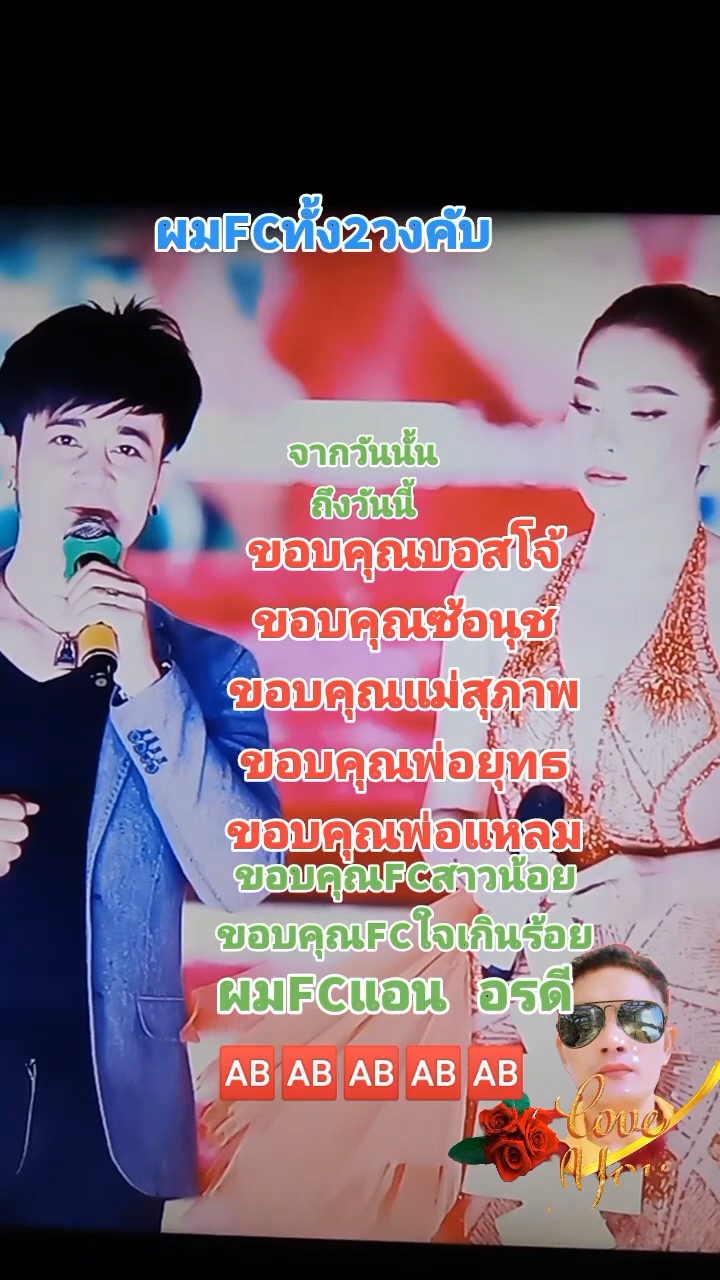 ผมFCทั้ง2วงคับ
จากวันนั้น
ถึงวันนี้
ขอบคุณบอสโจ้
ขอบคุณซ้อนุช
ขอบคุณแม่สุภาพ
ขอบคุณพ่อยุทธ
ขอบคุณพ่อแหลม
ขอบคุณFCสาวน้อย
ขอบคุณFCใจเกินร้อย
ผมFCแอน อรดี
🆎🆎🆎🆎🆎
Love
You